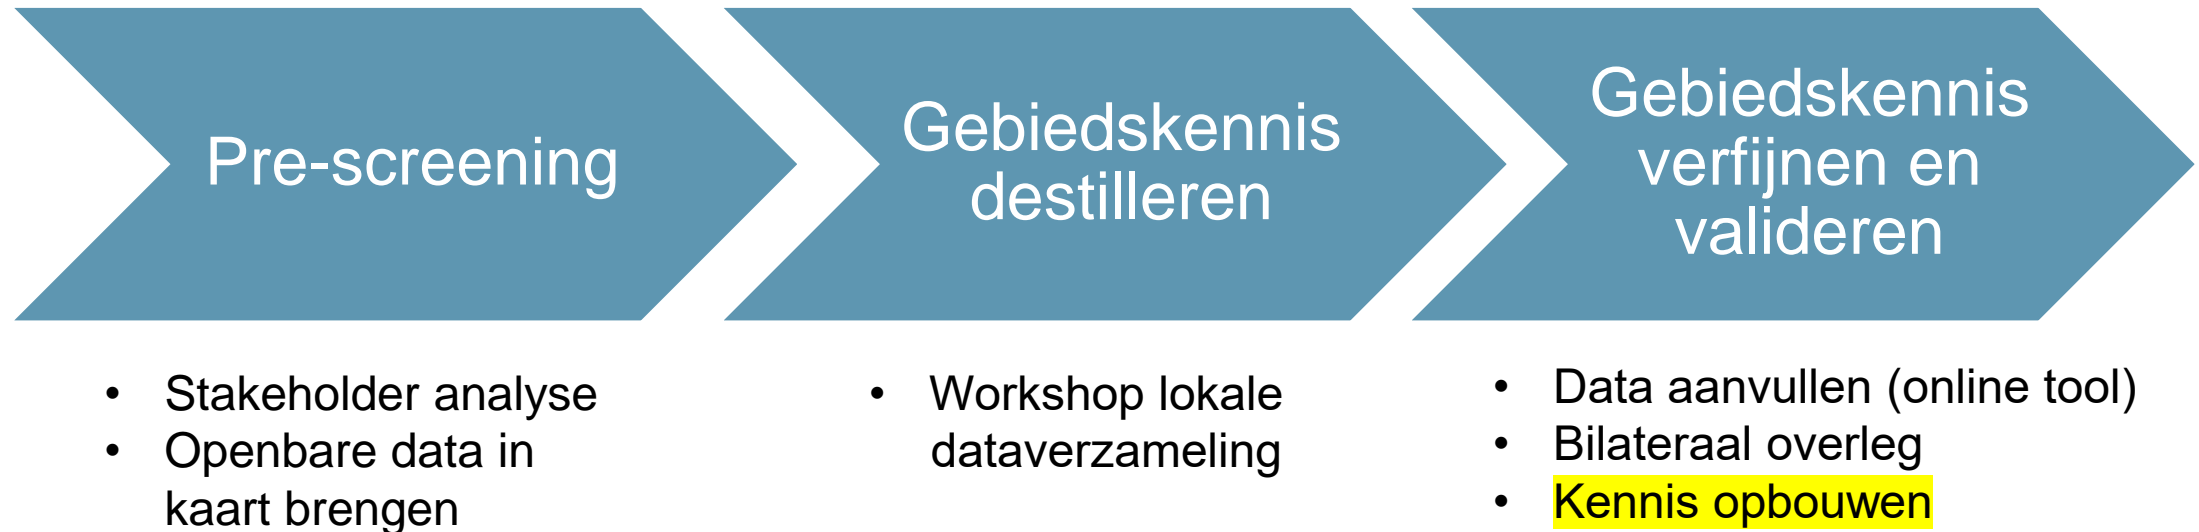 Pre-screening
Gebiedskennis
destilleren
Gebiedskennis
verfijnen en
valideren
• Stakeholder analyse
• Openbare data in
kaart brengen
• Workshop lokale
dataverzameling
• Data aanvullen (online tool)
• Bilateraal overleg
• Kennis opbouwen